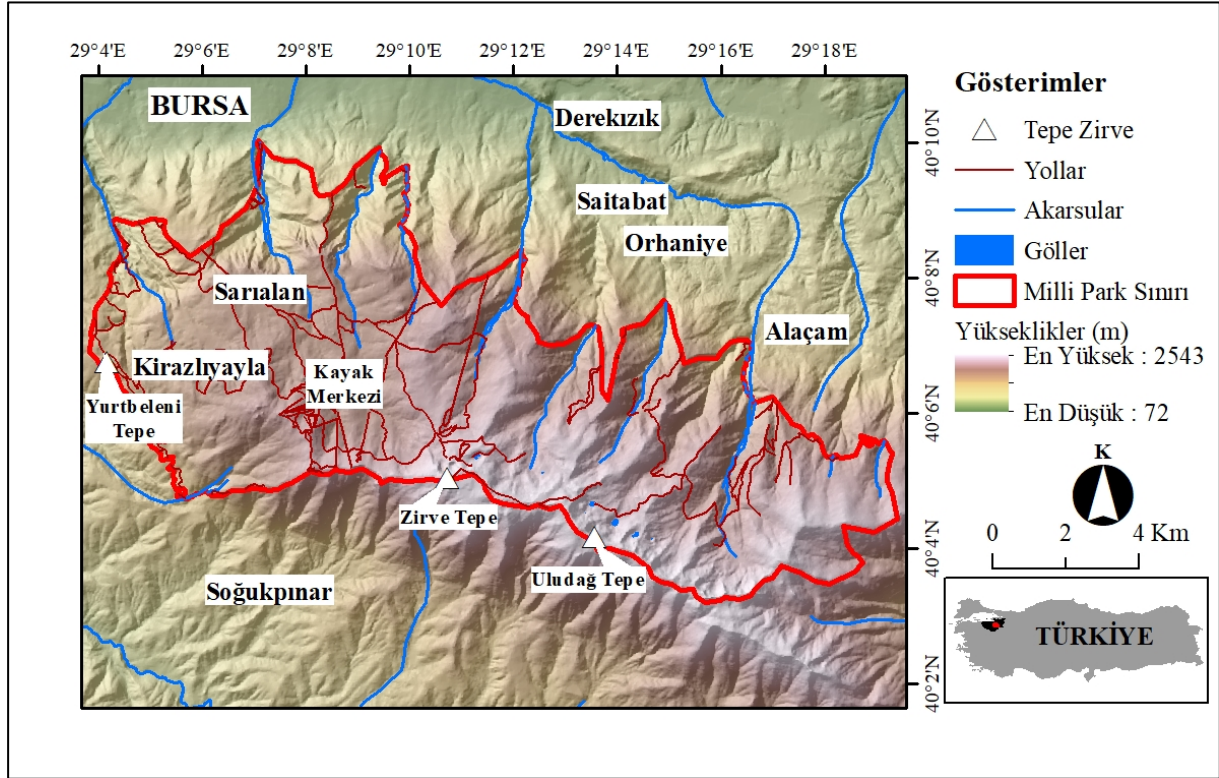 29°4'E 29°6'E 29°8'E 29°10'E 29°12'E 29°14'E 29°16'E 29°18'E
BURSA
Derekızık
Saitabat
Orhaniye
Sarıalan
Alaçam
Kirazlıyayla
Kayak
Merkezi
Yurtbeleni
Tepe
Zirve Tepe
Uludağ Tepe
Soğukpınar
40°10'N
40°8'N
40°6'N
40°4'N
40°2'N
Gösterimler
Tepe Zirve
Yollar
Akarsular
Göller
Milli Park Sınırı
Yükseklikler (m)
En Yüksek : 2543
En Düşük : 72
K
0 2 4 Km
TÜRKİYE